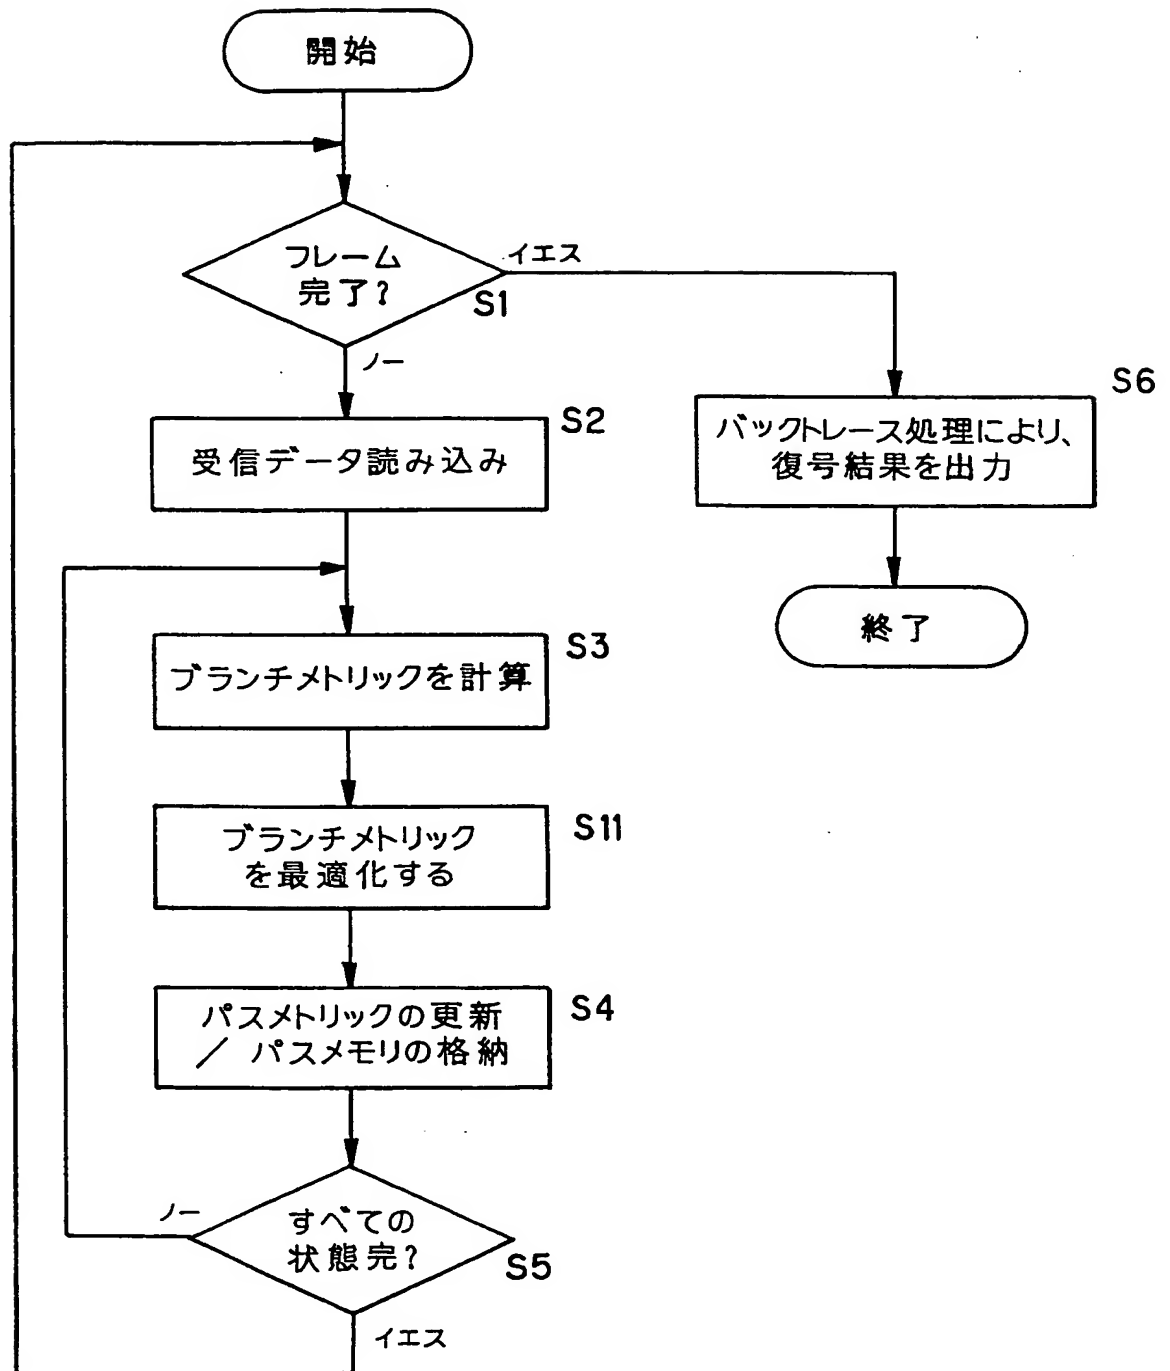 開始
フレーム
完了?
イエス
S1
ノー
S2
受信データ読み込み
S6
バックトレース処理により、
復号結果を出力
終了
S3
ブランチメトリックを計算
S11
ブランチメトリック
を最適化する
S4
パスメトリックの更新
/ パスメモリの格納
ノー
すべての
状態完?
S5
イエス